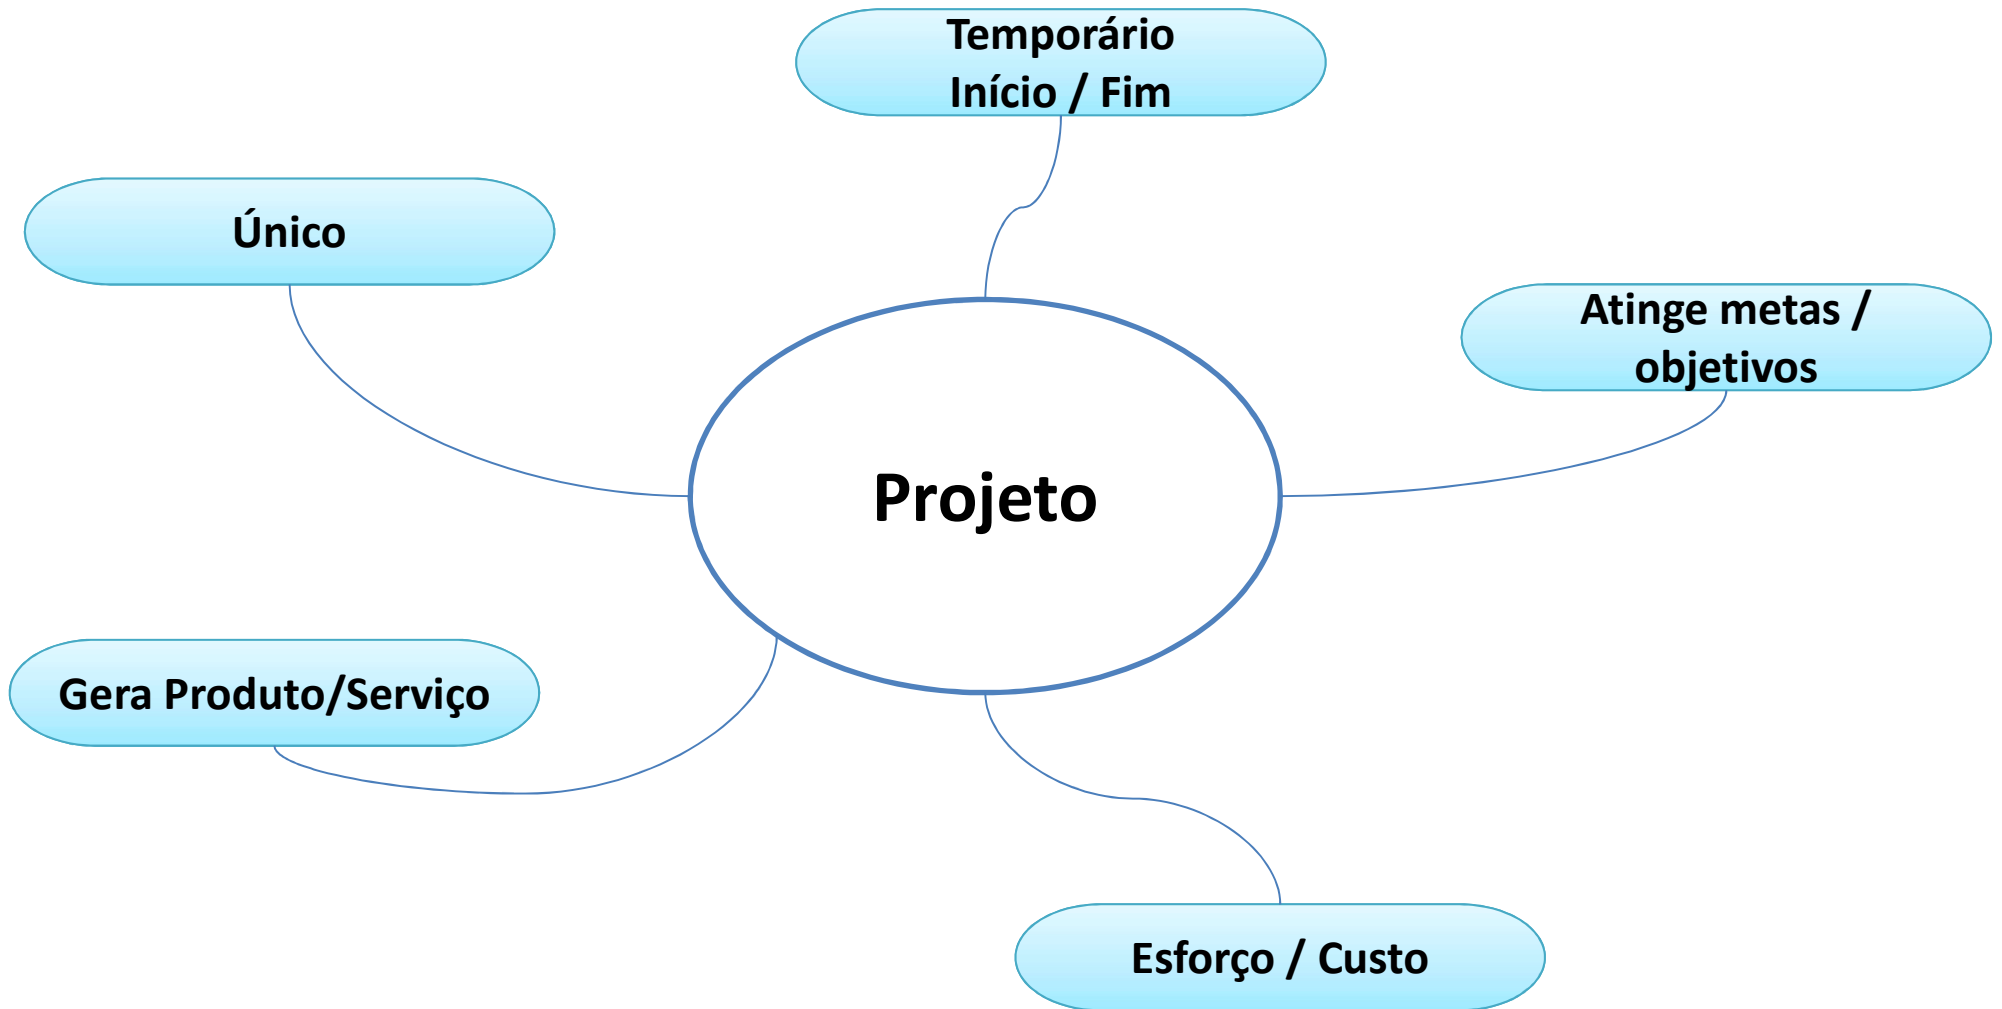 Temporário
Início / Fim
Único
Atinge metas /
objetivos
Projeto
Gera Produto/Serviço
Esforço / Custo